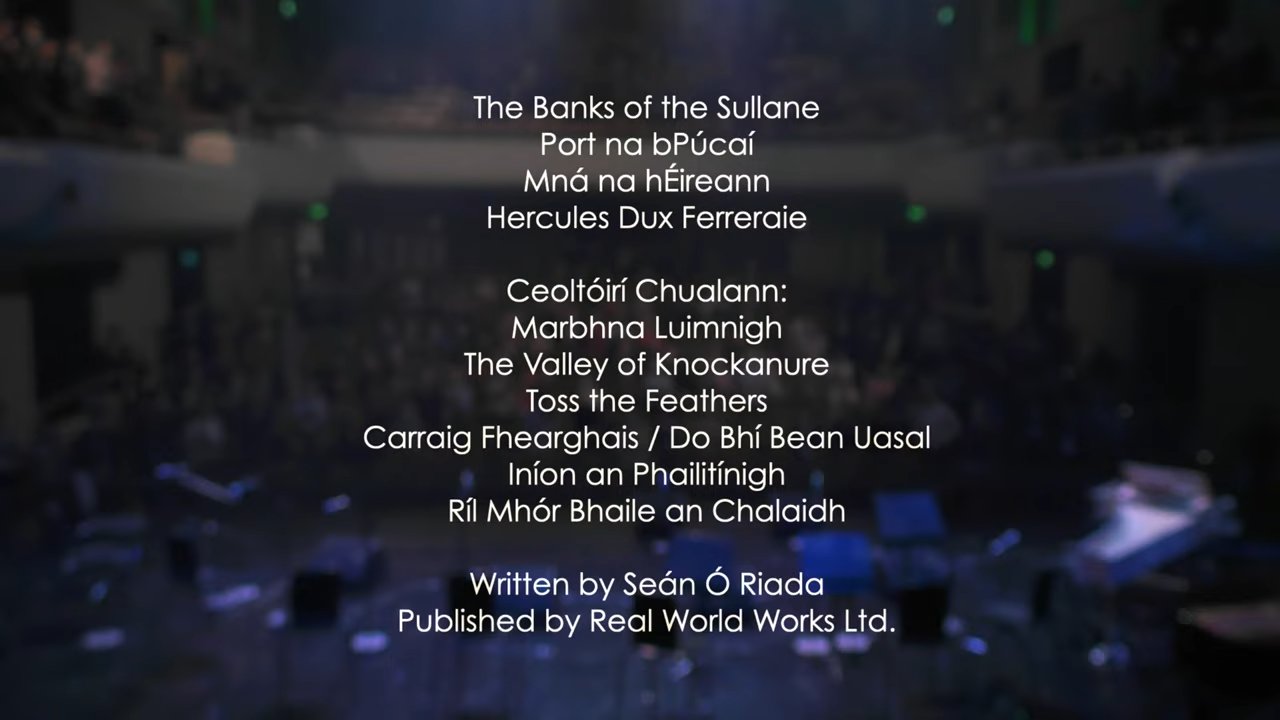 The Banks of the Sullane
Port na bPúcaí
Mná na hÉireann
Hercules Dux Ferreraie
Ceoltóirí Chualann:
Marbhna Luimnigh
The Valley of Knockanure
Toss the Feathers
Carraig Fhearghais / Do Bhí Bean Uasal
Iníon an Phailitínigh
Ríl Mhór Bhaile an Chalaidh
Written by Seán Ó Riada
Published by Real World Works Ltd.